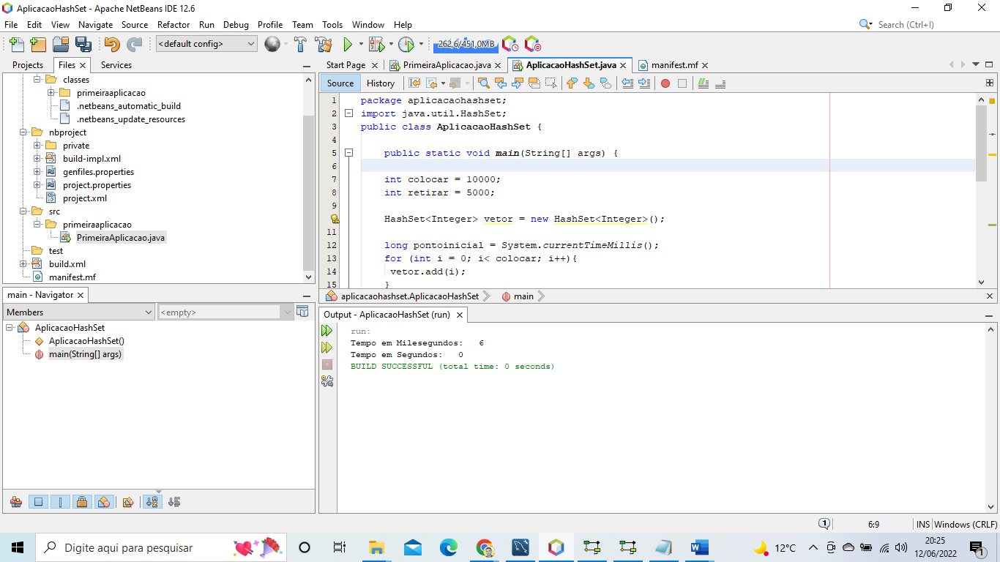 AplicacaoHashSet - Apache NetBeans IDE 12.6
File Edit View Navigate Source Refactor Run Debug Profile Team Tools Window Help
Search (Ctrl+I)
<default config>
262,6/451,0MB
Projects Files Services
classes
primeiraaplicacao
.netbeans_automatic_build
.netbeans_update_resources
nbproject
private
build-impl.xml
genfiles.properties
project.properties
project.xml
src
primeiraaplicacao
PrimeiraAplicacao.java
test
build.xml
manifest.mf
main - Navigator
Members <empty>
AplicacaoHashSet
AplicacaoHashSet()
main(String[] args)
Start Page PrimeiraAplicacao.java AplicacaoHashSet.java manifest.mf
Source History
1 package aplicacaohashset;
2 import java.util.HashSet;
3 public class AplicacaoHashSet {
4
5 public static void main(String[] args) {
6
7 int colocar = 10000;
8 int retirar = 5000;
9
HashSet<Integer> vetor = new HashSet<Integer>();
11
12 long pontoinicial = System.currentTimeMillis();
13 for (int i = 0; i< colocar; i++){
14 vetor.add(i);
15 }
aplicacaohashset.AplicacaoHashSet main
Output - AplicacaoHashSet (run)
run:
Tempo em Milesegundos: 6
Tempo em Segundos: 0
BUILD SUCCESSFUL (total time: 0 seconds)
1 6:9 INS Windows (CRLF)
Digite aqui para pesquisar
12°C
20:25
12/06/2022
1